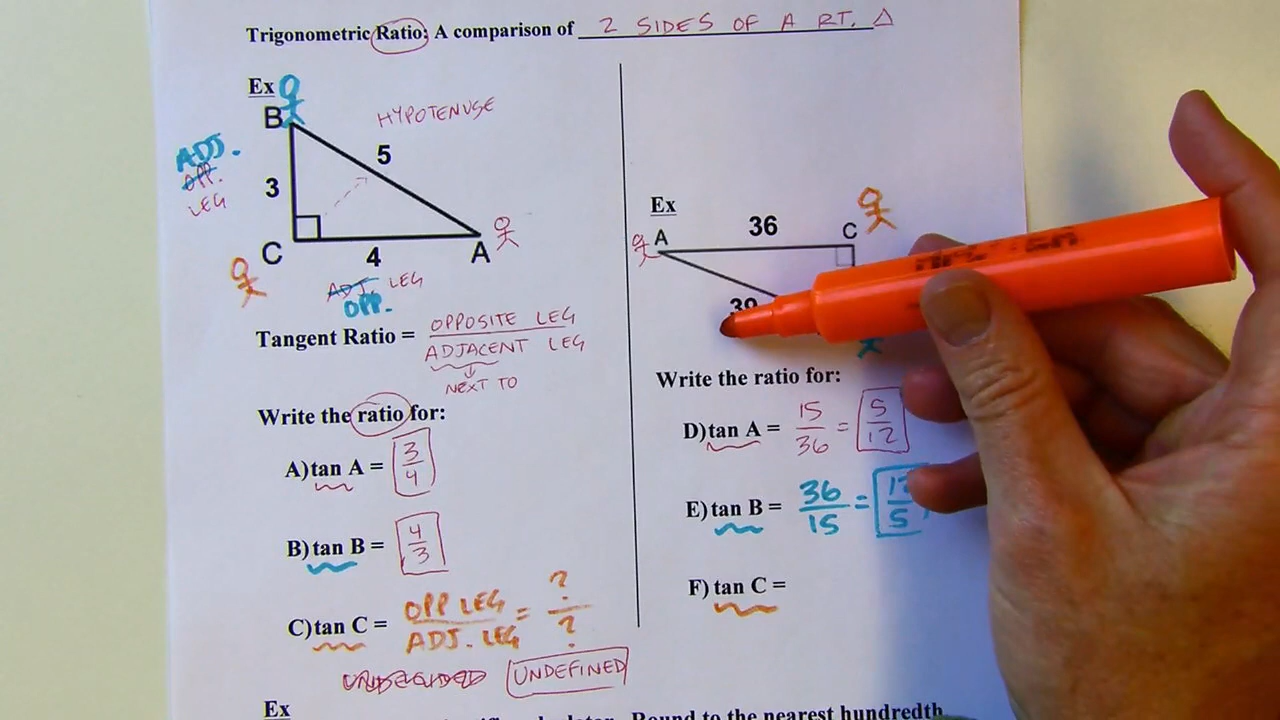 Trigonometric Ratio: A comparison of 2 SIDES OF A RT. Δ
Ex
B
HYPOTENUSE
ADJ.
OPP.
LEG
3
5
C
4
A
ADJ. LEG
OPP.
Tangent Ratio = OPPOSITE LEG
ADJACENT LEG
NEXT TO
Write the ratio for:
A) tan A = 3/4
B) tan B = 4/3
C) tan C = OPP LEG / ADJ. LEG = ?/?
UNDEFINED
Ex
A
36
C
39
Write the ratio for:
D) tan A = 15/36 = 5/12
E) tan B = 36/15 = 12/5
F) tan C =
Ex
Round to the nearest hundredth